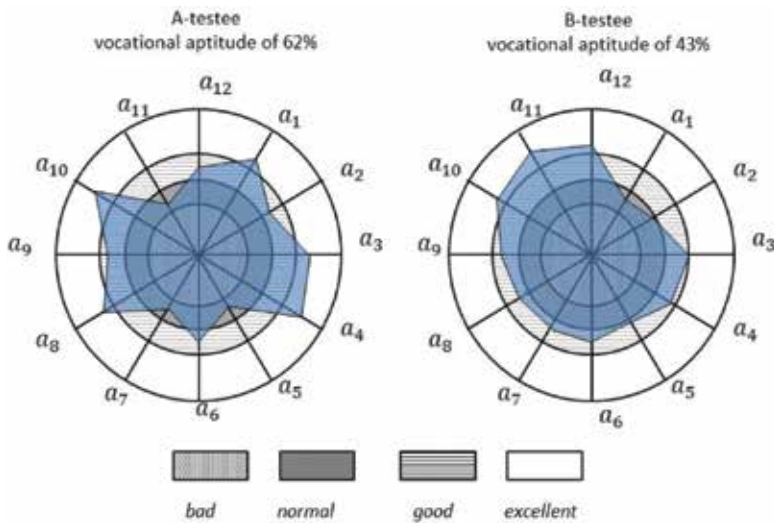 A-testee
vocational aptitude of 62%
a12
a1
a2
a3
a4
a5
a6
a7
a8
a9
a10
a11
B-testee
vocational aptitude of 43%
a12
a1
a2
a3
a4
a5
a6
a7
a8
a9
a10
a11
bad
normal
good
excellent